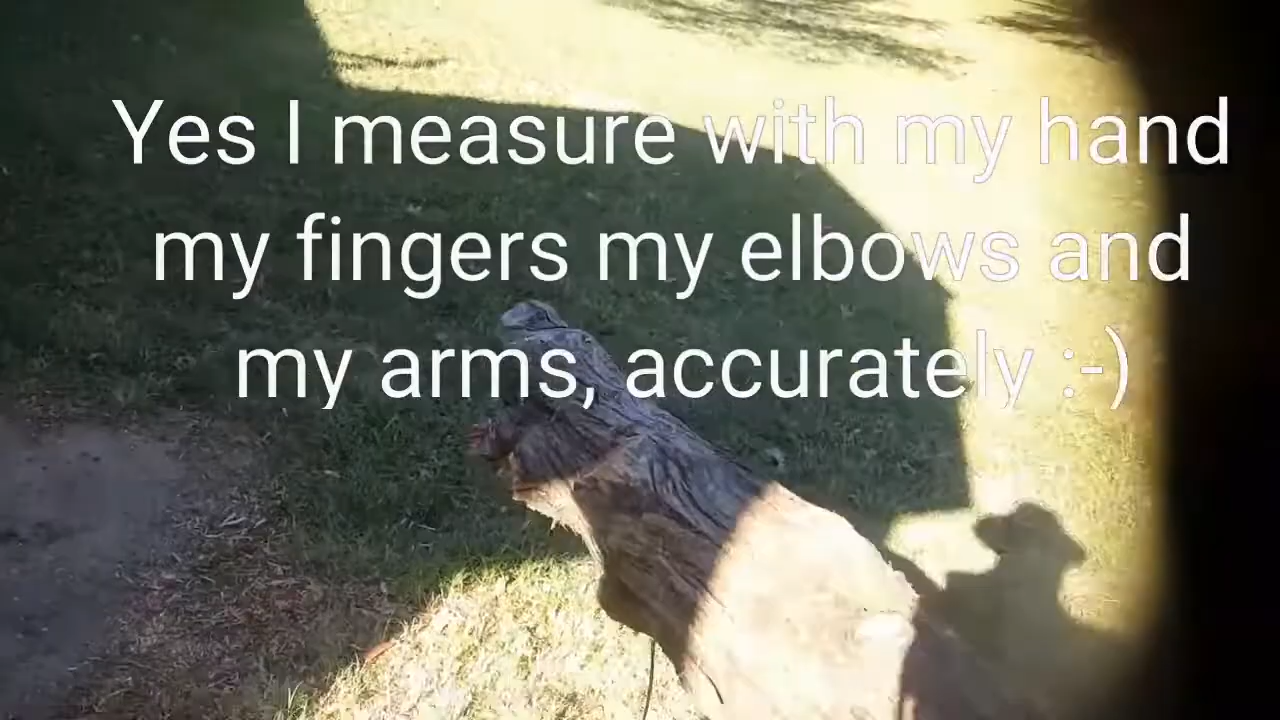 Yes I measure with my hand
my fingers my elbows and
my arms, accurately :-)